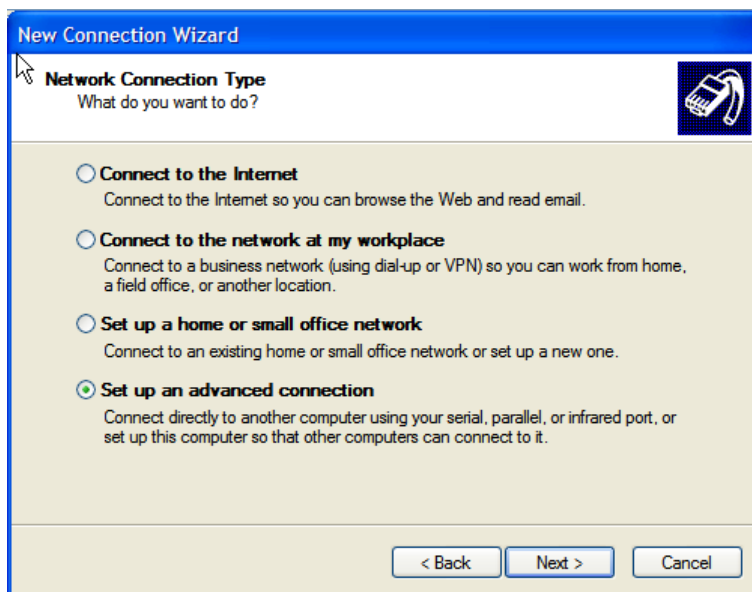 New Connection Wizard
Network Connection Type
What do you want to do?
Connect to the Internet
Connect to the Internet so you can browse the Web and read email.
Connect to the network at my workplace
Connect to a business network (using dial-up or VPN) so you can work from home,
a field office, or another location.
Set up a home or small office network
Connect to an existing home or small office network or set up a new one.
Set up an advanced connection
Connect directly to another computer using your serial, parallel, or infrared port, or
set up this computer so that other computers can connect to it.
< Back Next > Cancel